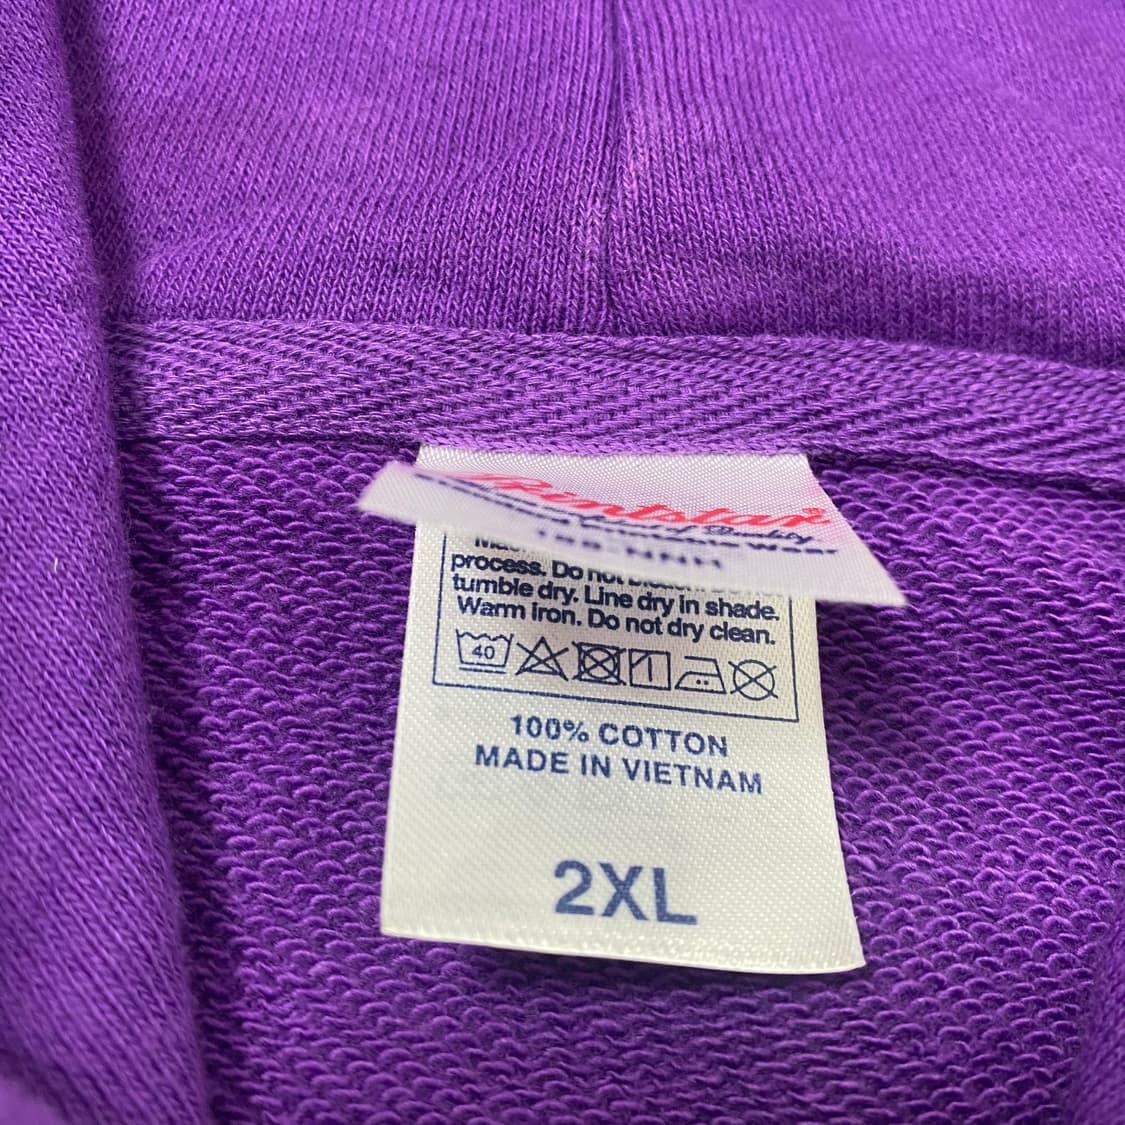 Printstar
process. Do not
tumble dry. Line dry in shade.
Warm iron. Do not dry clean.
40
100% COTTON
MADE IN VIETNAM
2XL